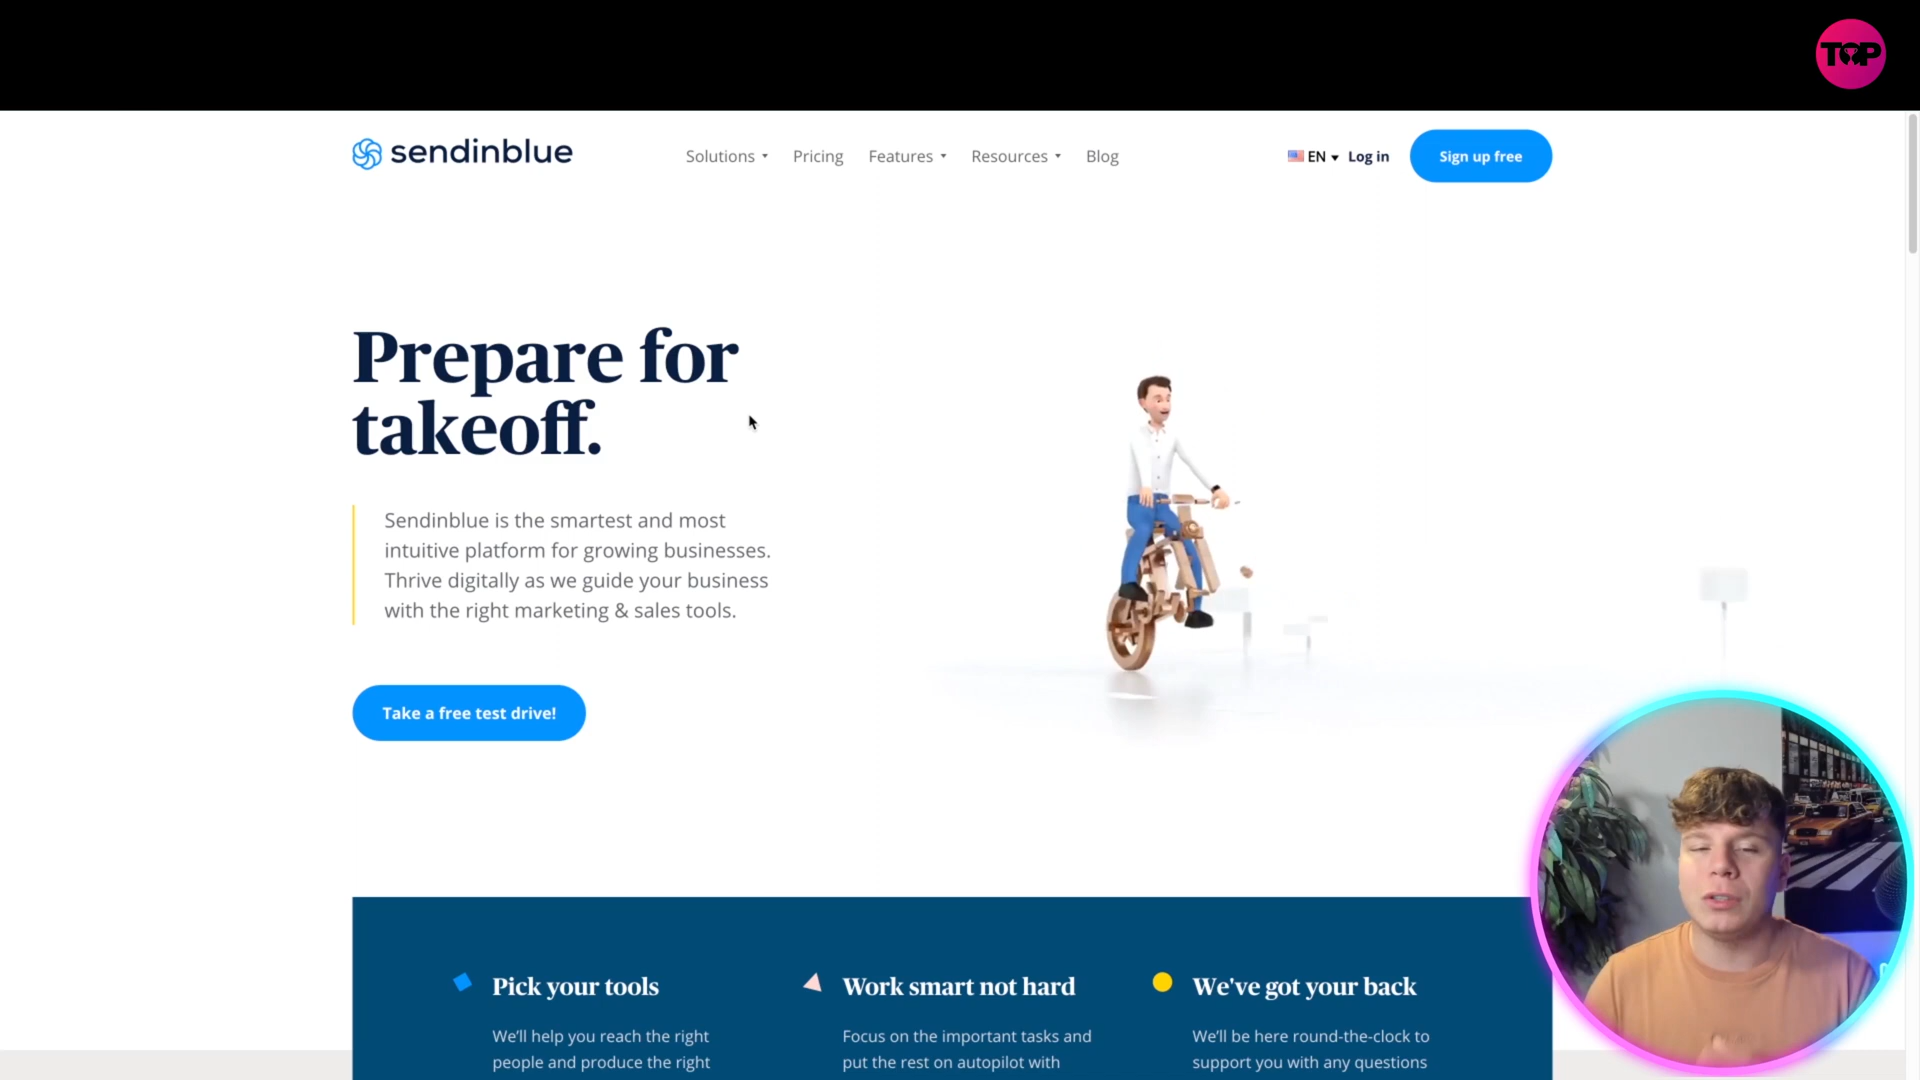 TOP
sendinblue
Solutions
Pricing
Features
Resources
Blog
EN
Log in
Sign up free
Prepare for
takeoff.
Sendinblue is the smartest and most
intuitive platform for growing businesses.
Thrive digitally as we guide your business
with the right marketing & sales tools.
Take a free test drive!
Pick your tools
We'll help you reach the right
people and produce the right
Work smart not hard
Focus on the important tasks and
put the rest on autopilot with
We've got your back
We'll be here round-the-clock to
support you with any questions